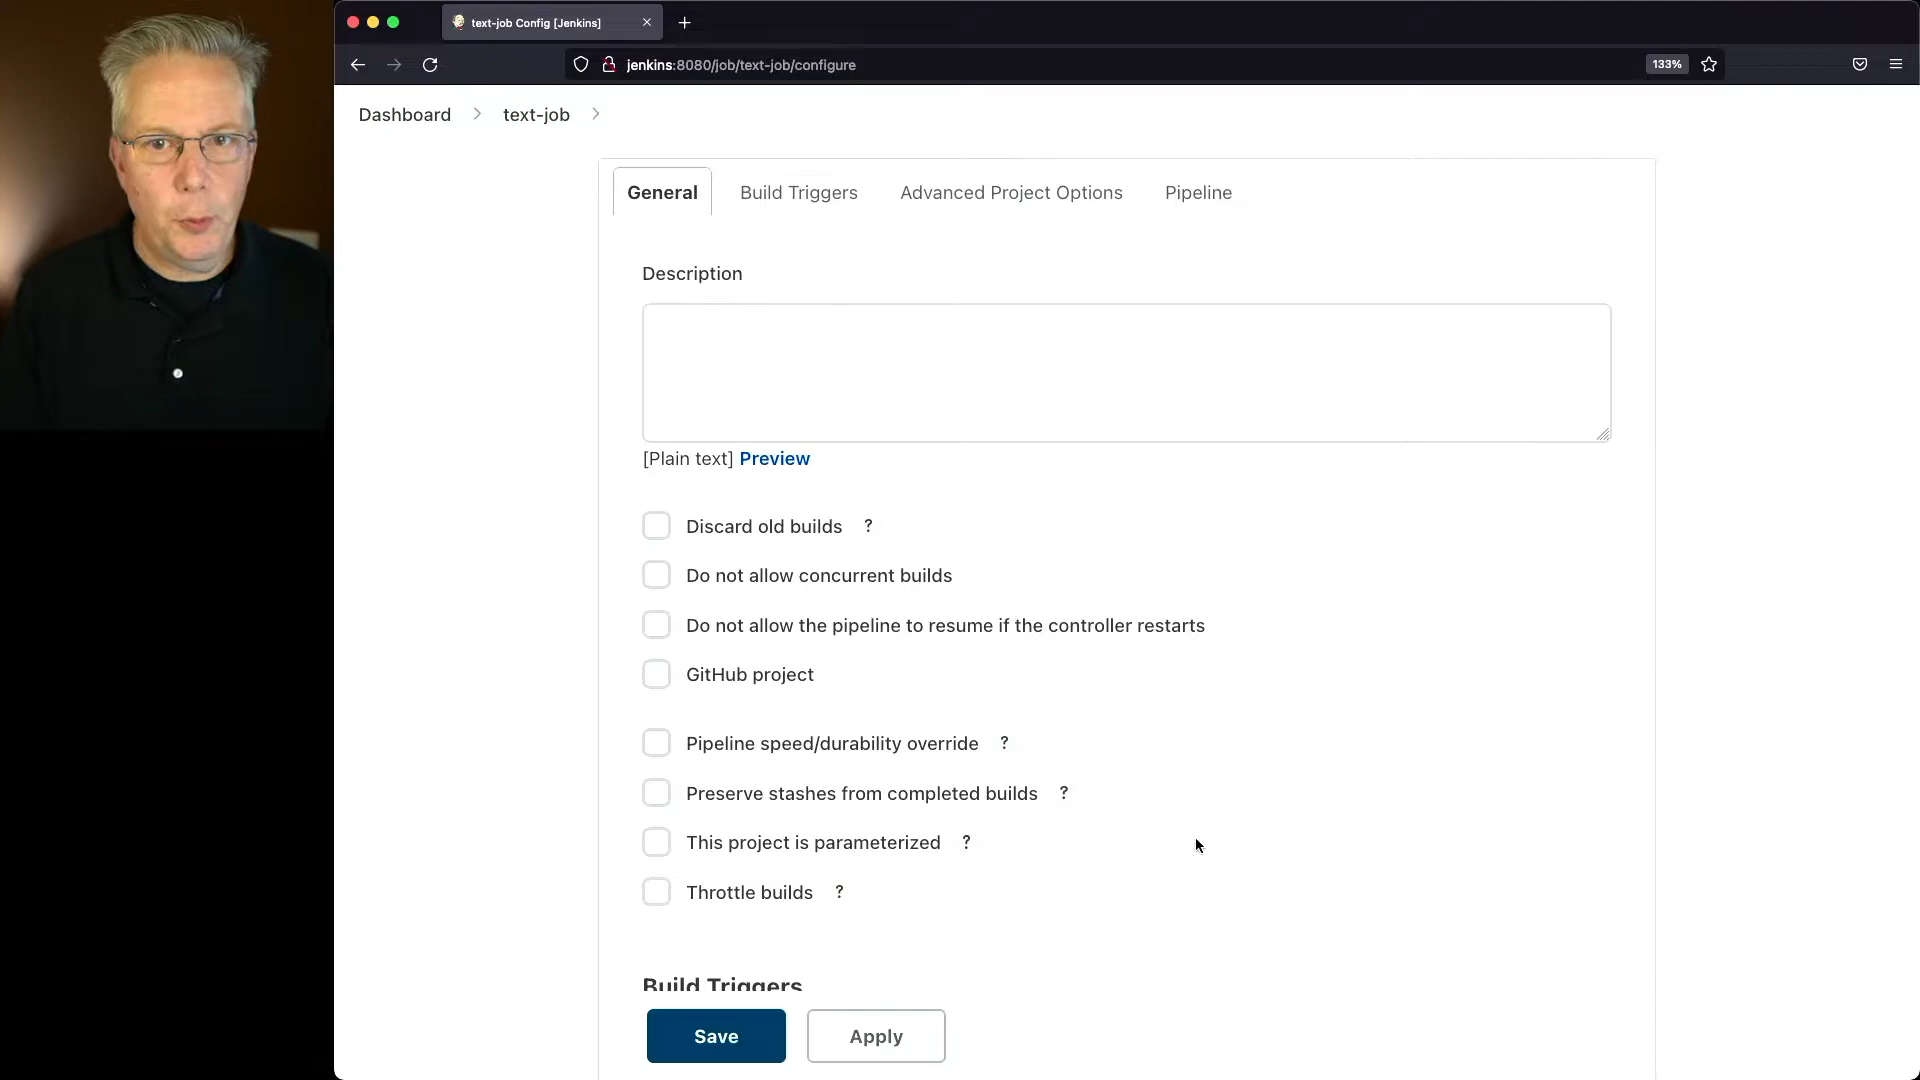 text-job Config [Jenkins]
jenkins:8080/job/text-job/configure
133%
Dashboard
text-job
General
Build Triggers
Advanced Project Options
Pipeline
Description
[Plain text] Preview
Discard old builds ?
Do not allow concurrent builds
Do not allow the pipeline to resume if the controller restarts
GitHub project
Pipeline speed/durability override ?
Preserve stashes from completed builds ?
This project is parameterized ?
Throttle builds ?
Build Triggers
Save
Apply